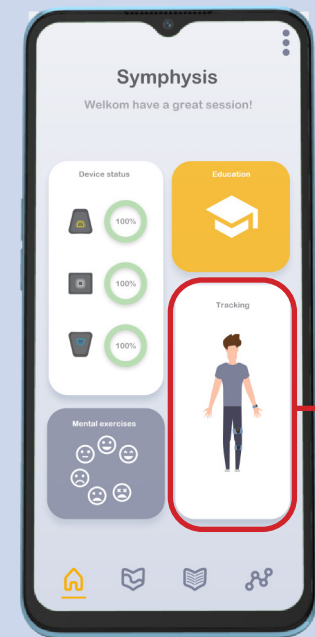 Symphysis
Welkom have a great session!
Device status
100%
100%
100%
Education
Tracking
Mental exercises